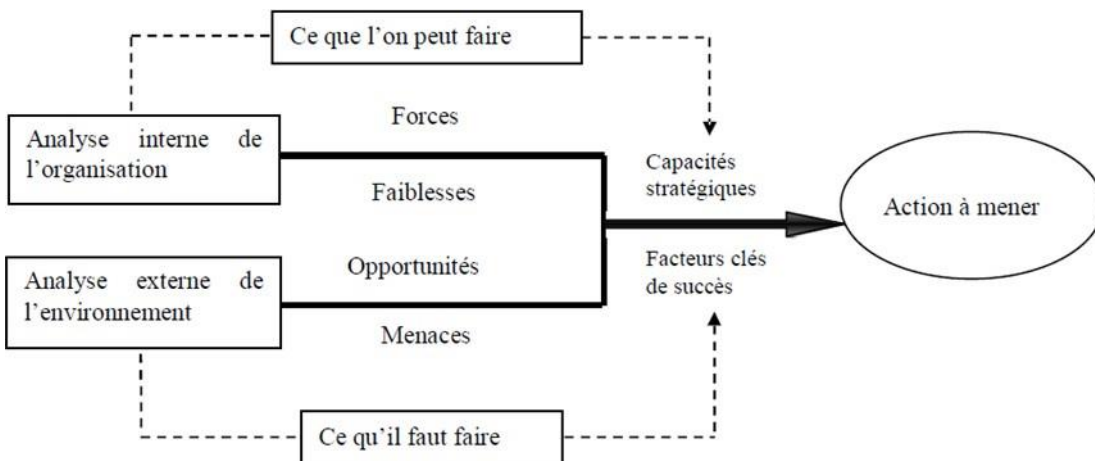 Ce que l’on peut faire
Forces
Analyse interne de
l’organisation
Faiblesses
Capacités
stratégiques
Action à mener
Opportunités
Analyse externe de
l’environnement
Menaces
Facteurs clés
de succès
Ce qu’il faut faire